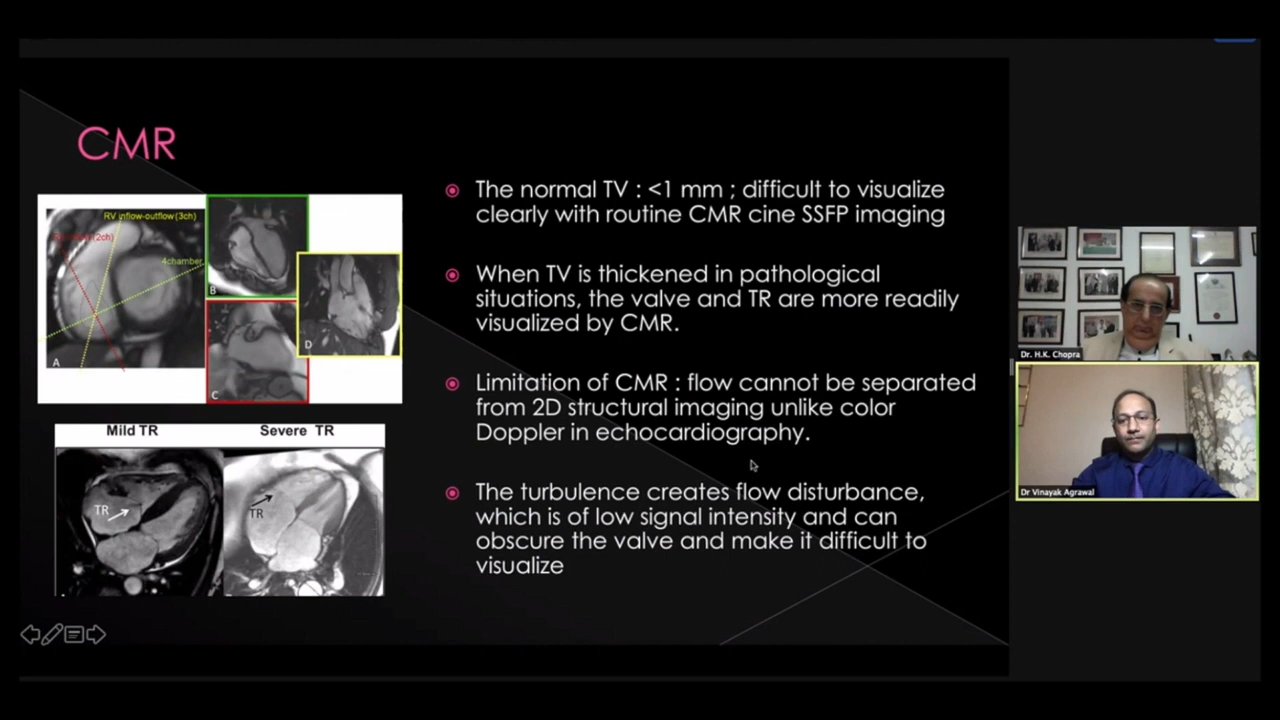 CMR
The normal TV : <1 mm ; difficult to visualize
clearly with routine CMR cine SSFP imaging
When TV is thickened in pathological
situations, the valve and TR are more readily
visualized by CMR.
Limitation of CMR : flow cannot be separated
from 2D structural imaging unlike color
Doppler in echocardiography.
The turbulence creates flow disturbance,
which is of low signal intensity and can
obscure the valve and make it difficult to
visualize
RV inflow-outflow (3ch)
(2ch)
4chamber
A
B
C
D
Mild TR
Severe TR
TR
TR
Dr. H.K. Chopra
Dr Vinayak Agrawal